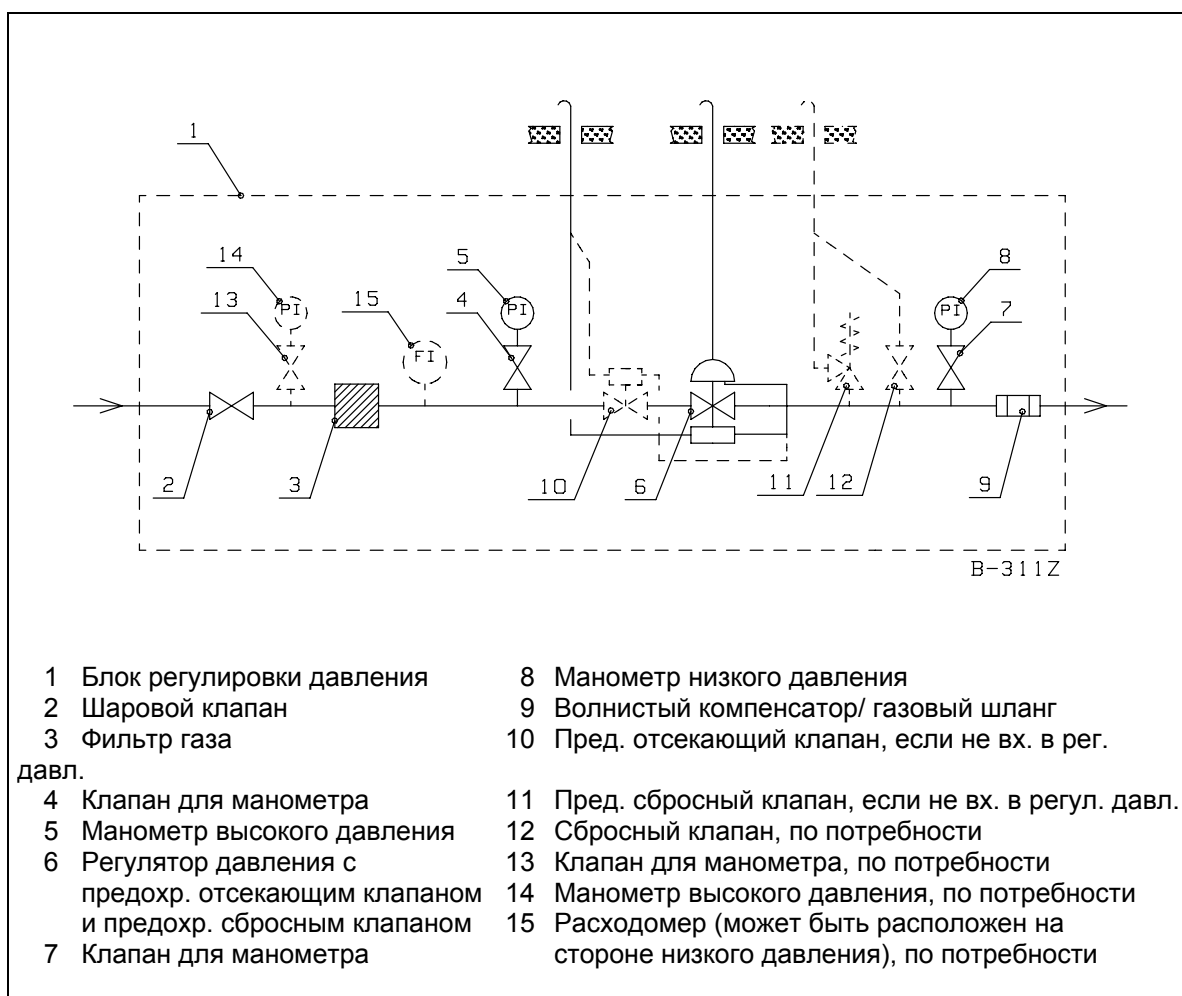 1
14
13
15
5
4
8
7
PI
FI
PI
PI
2
3
10
6
11
12
9
B-311Z
1 Блок регулировки давления
2 Шаровой клапан
3 Фильтр газа
давл.
4 Клапан для манометра
5 Манометр высокого давления
6 Регулятор давления с
предохр. отсекающим клапаном
и предохр. сбросным клапаном
7 Клапан для манометра
8 Манометр низкого давления
9 Волнистый компенсатор/ газовый шланг
10 Пред. отсекающий клапан, если не вх. в рег.
11 Пред. сбросный клапан, если не вх. в регул. давл.
12 Сбросный клапан, по потребности
13 Клапан для манометра, по потребности
14 Манометр высокого давления, по потребности
15 Расходомер (может быть расположен на
стороне низкого давления), по потребности